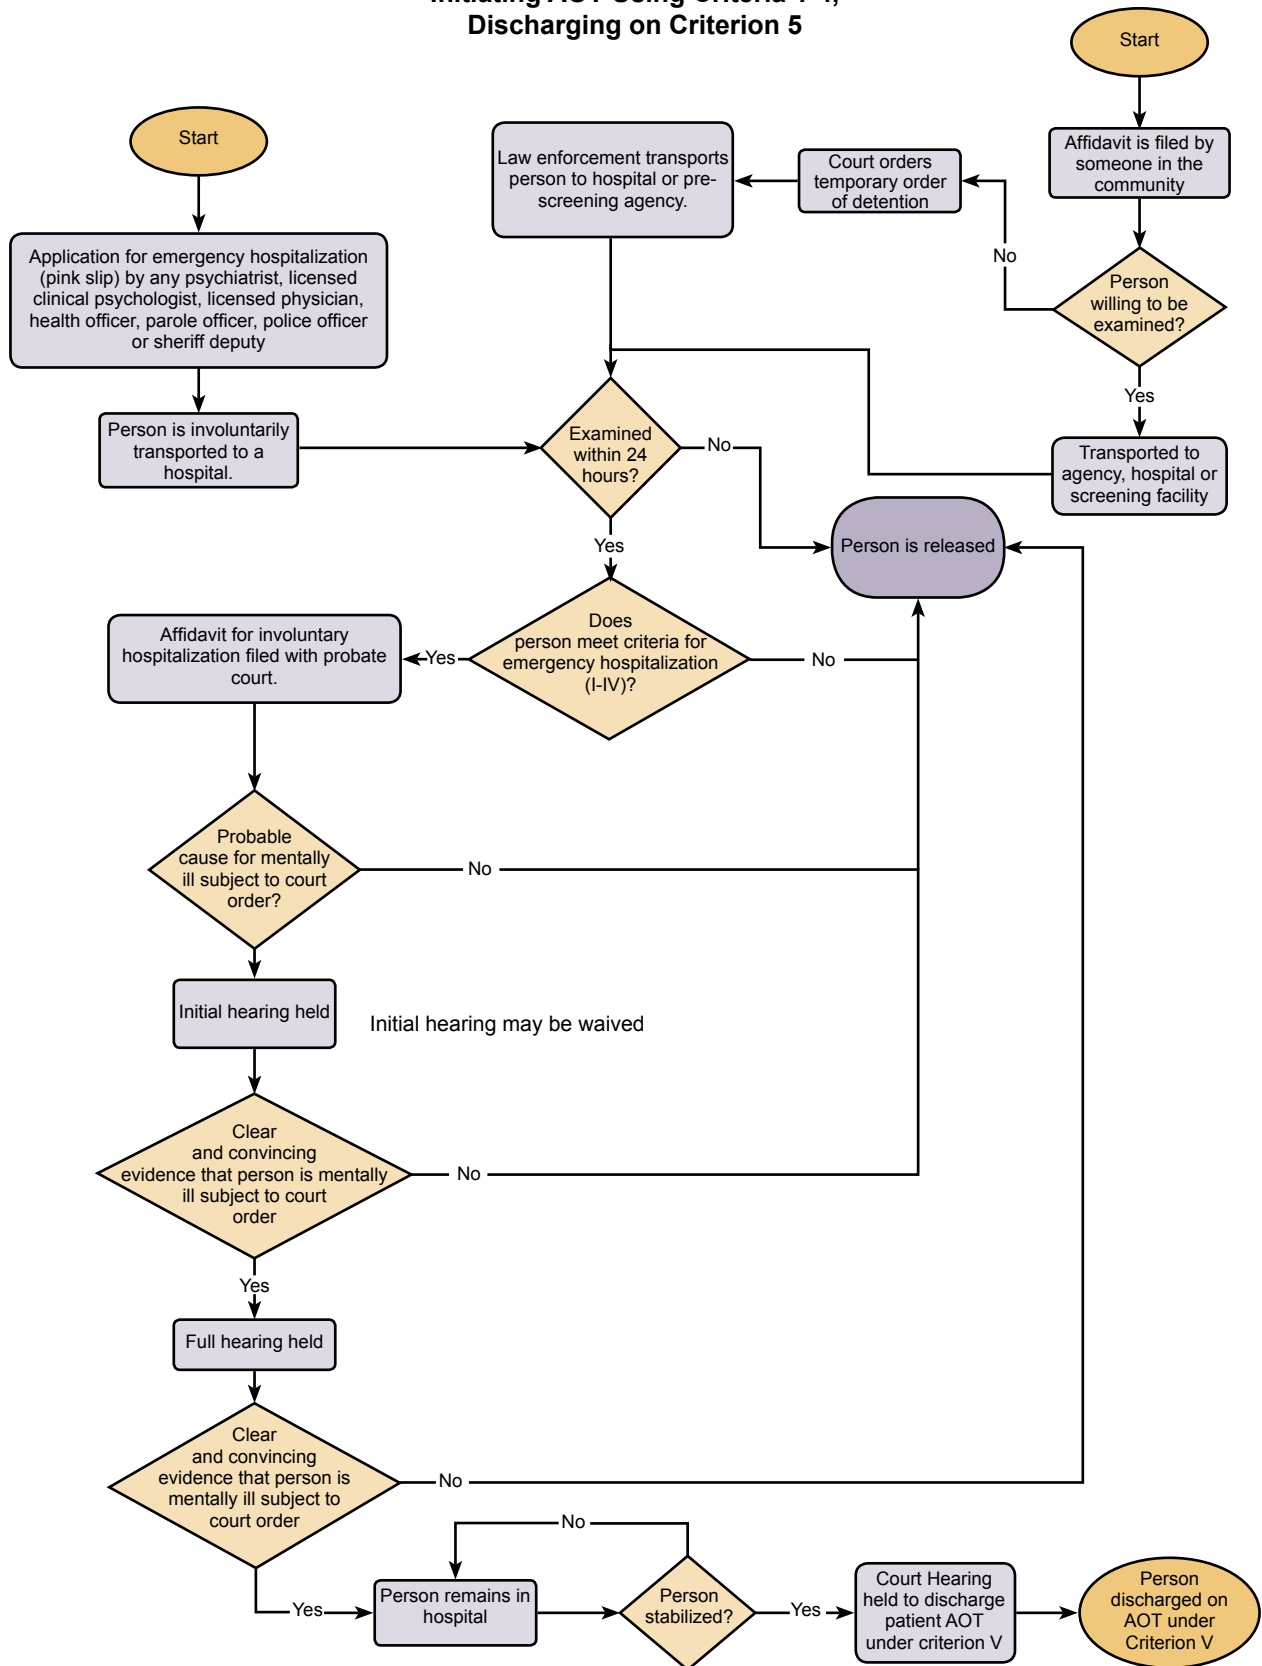 Discharging on Criterion 5
Start
Start
Affidavit is filed by
someone in the
community
Law enforcement transports
person to hospital or pre-
screening agency.
Court orders
temporary order
of detention
No
Person
willing to be
examined?
Application for emergency hospitalization
(pink slip) by any psychiatrist, licensed
clinical psychologist, licensed physician,
health officer, parole officer, police officer
or sheriff deputy
Yes
Person is involuntarily
transported to a
hospital.
Examined
within 24
hours?
No
Transported to
agency, hospital or
screening facility
Yes
Person is released
Does
person meet criteria for
emergency hospitalization
(I-IV)?
Yes
No
Affidavit for involuntary
hospitalization filed with probate
court.
Probable
cause for mentally
ill subject to court
order?
No
Initial hearing held
Initial hearing may be waived
Clear
and convincing
evidence that person is mentally
ill subject to court
order
No
Yes
Full hearing held
Clear
and convincing
evidence that person is
mentally ill subject to
court order
No
No
Yes
Person remains in
hospital
Person
stabilized?
Yes
Court Hearing
held to discharge
patient AOT
under criterion V
Person
discharged on
AOT under
Criterion V